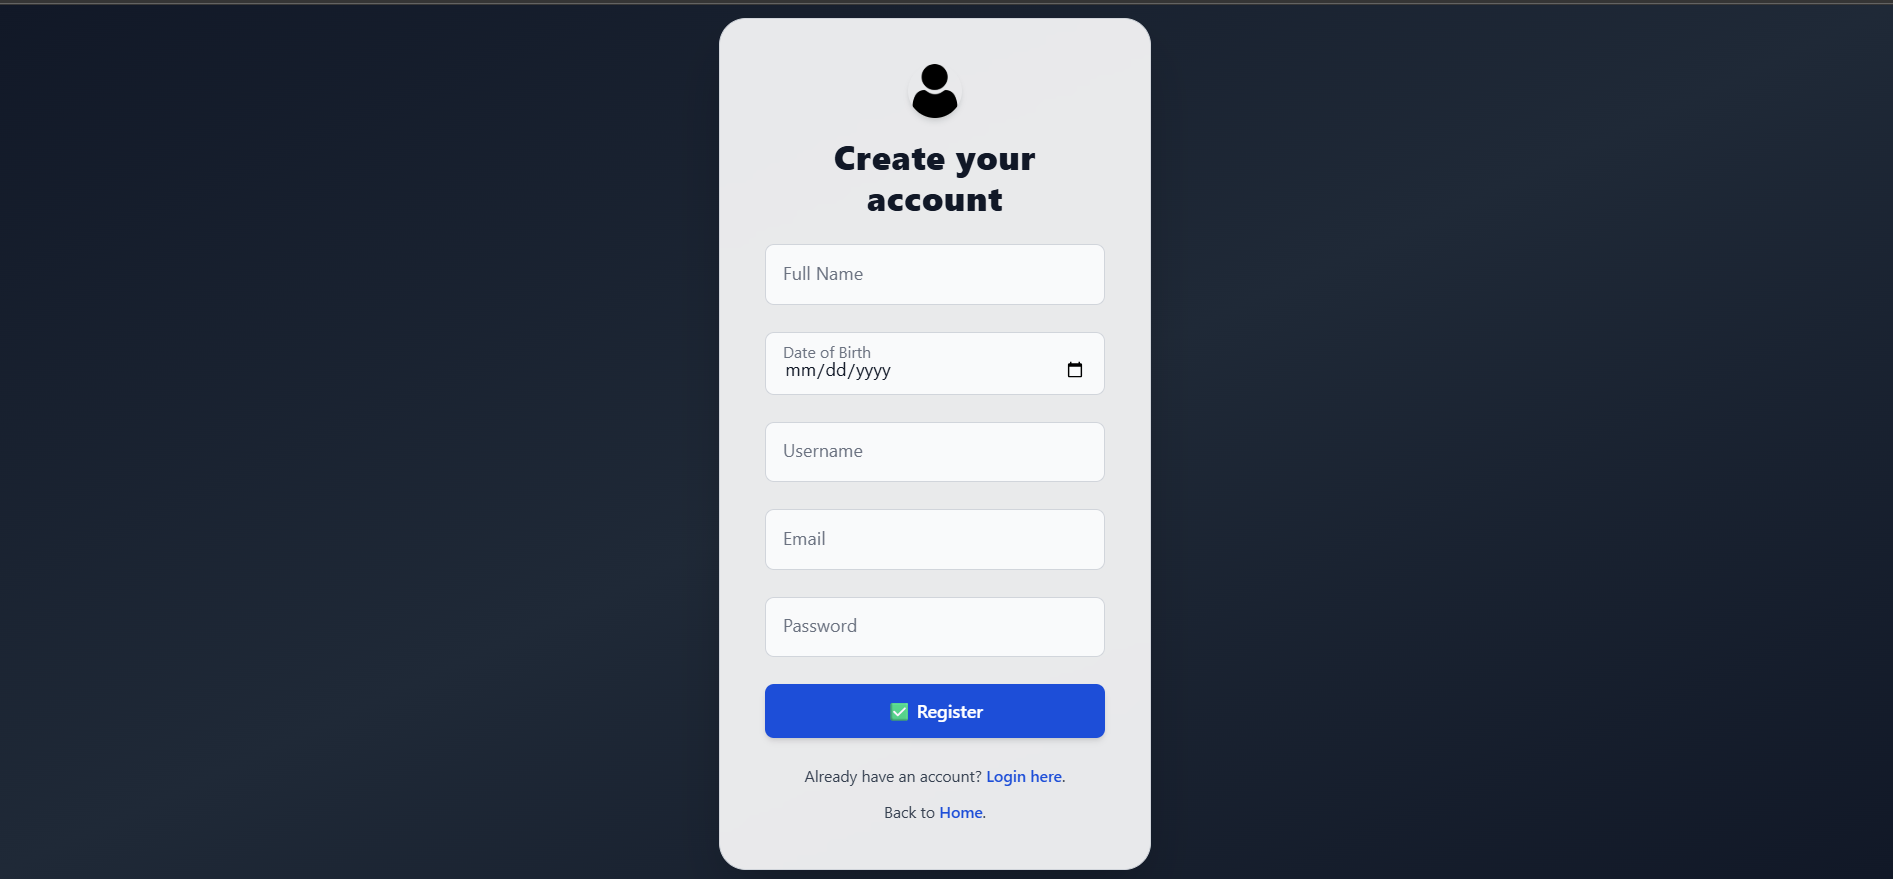 Create your
account
Full Name
Date of Birth
mm/dd/yyyy
Username
Email
Password
✅ Register
Already have an account? Login here.
Back to Home.